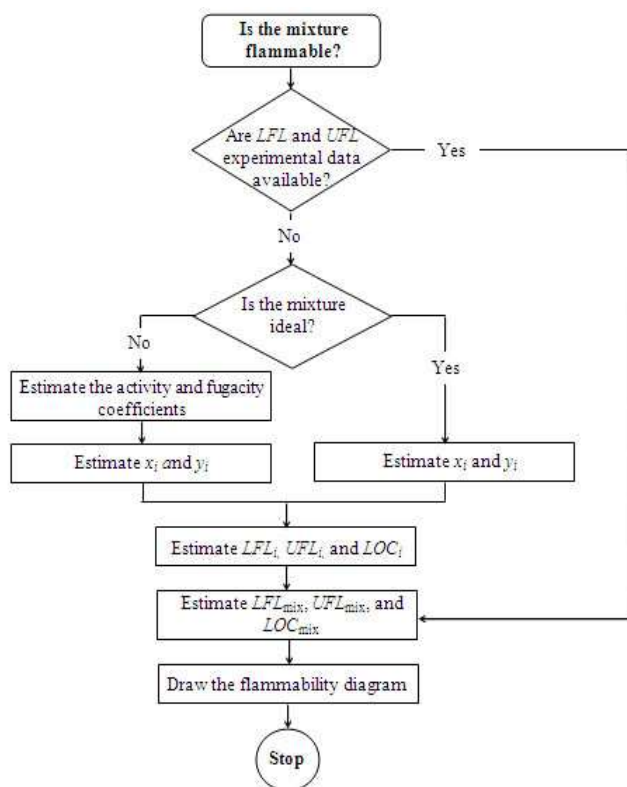 Is the mixture
flammable?
Are LFL and UFL
experimental data
available?
Yes
No
Is the mixture
ideal?
No
Yes
Estimate the activity and fugacity
coefficients
Estimate xi and yi
Estimate xi and yi
Estimate LFLi, UFLi, and LOCi
Estimate LFLmix, UFLmix, and
LOCmix
Draw the flammability diagram
Stop